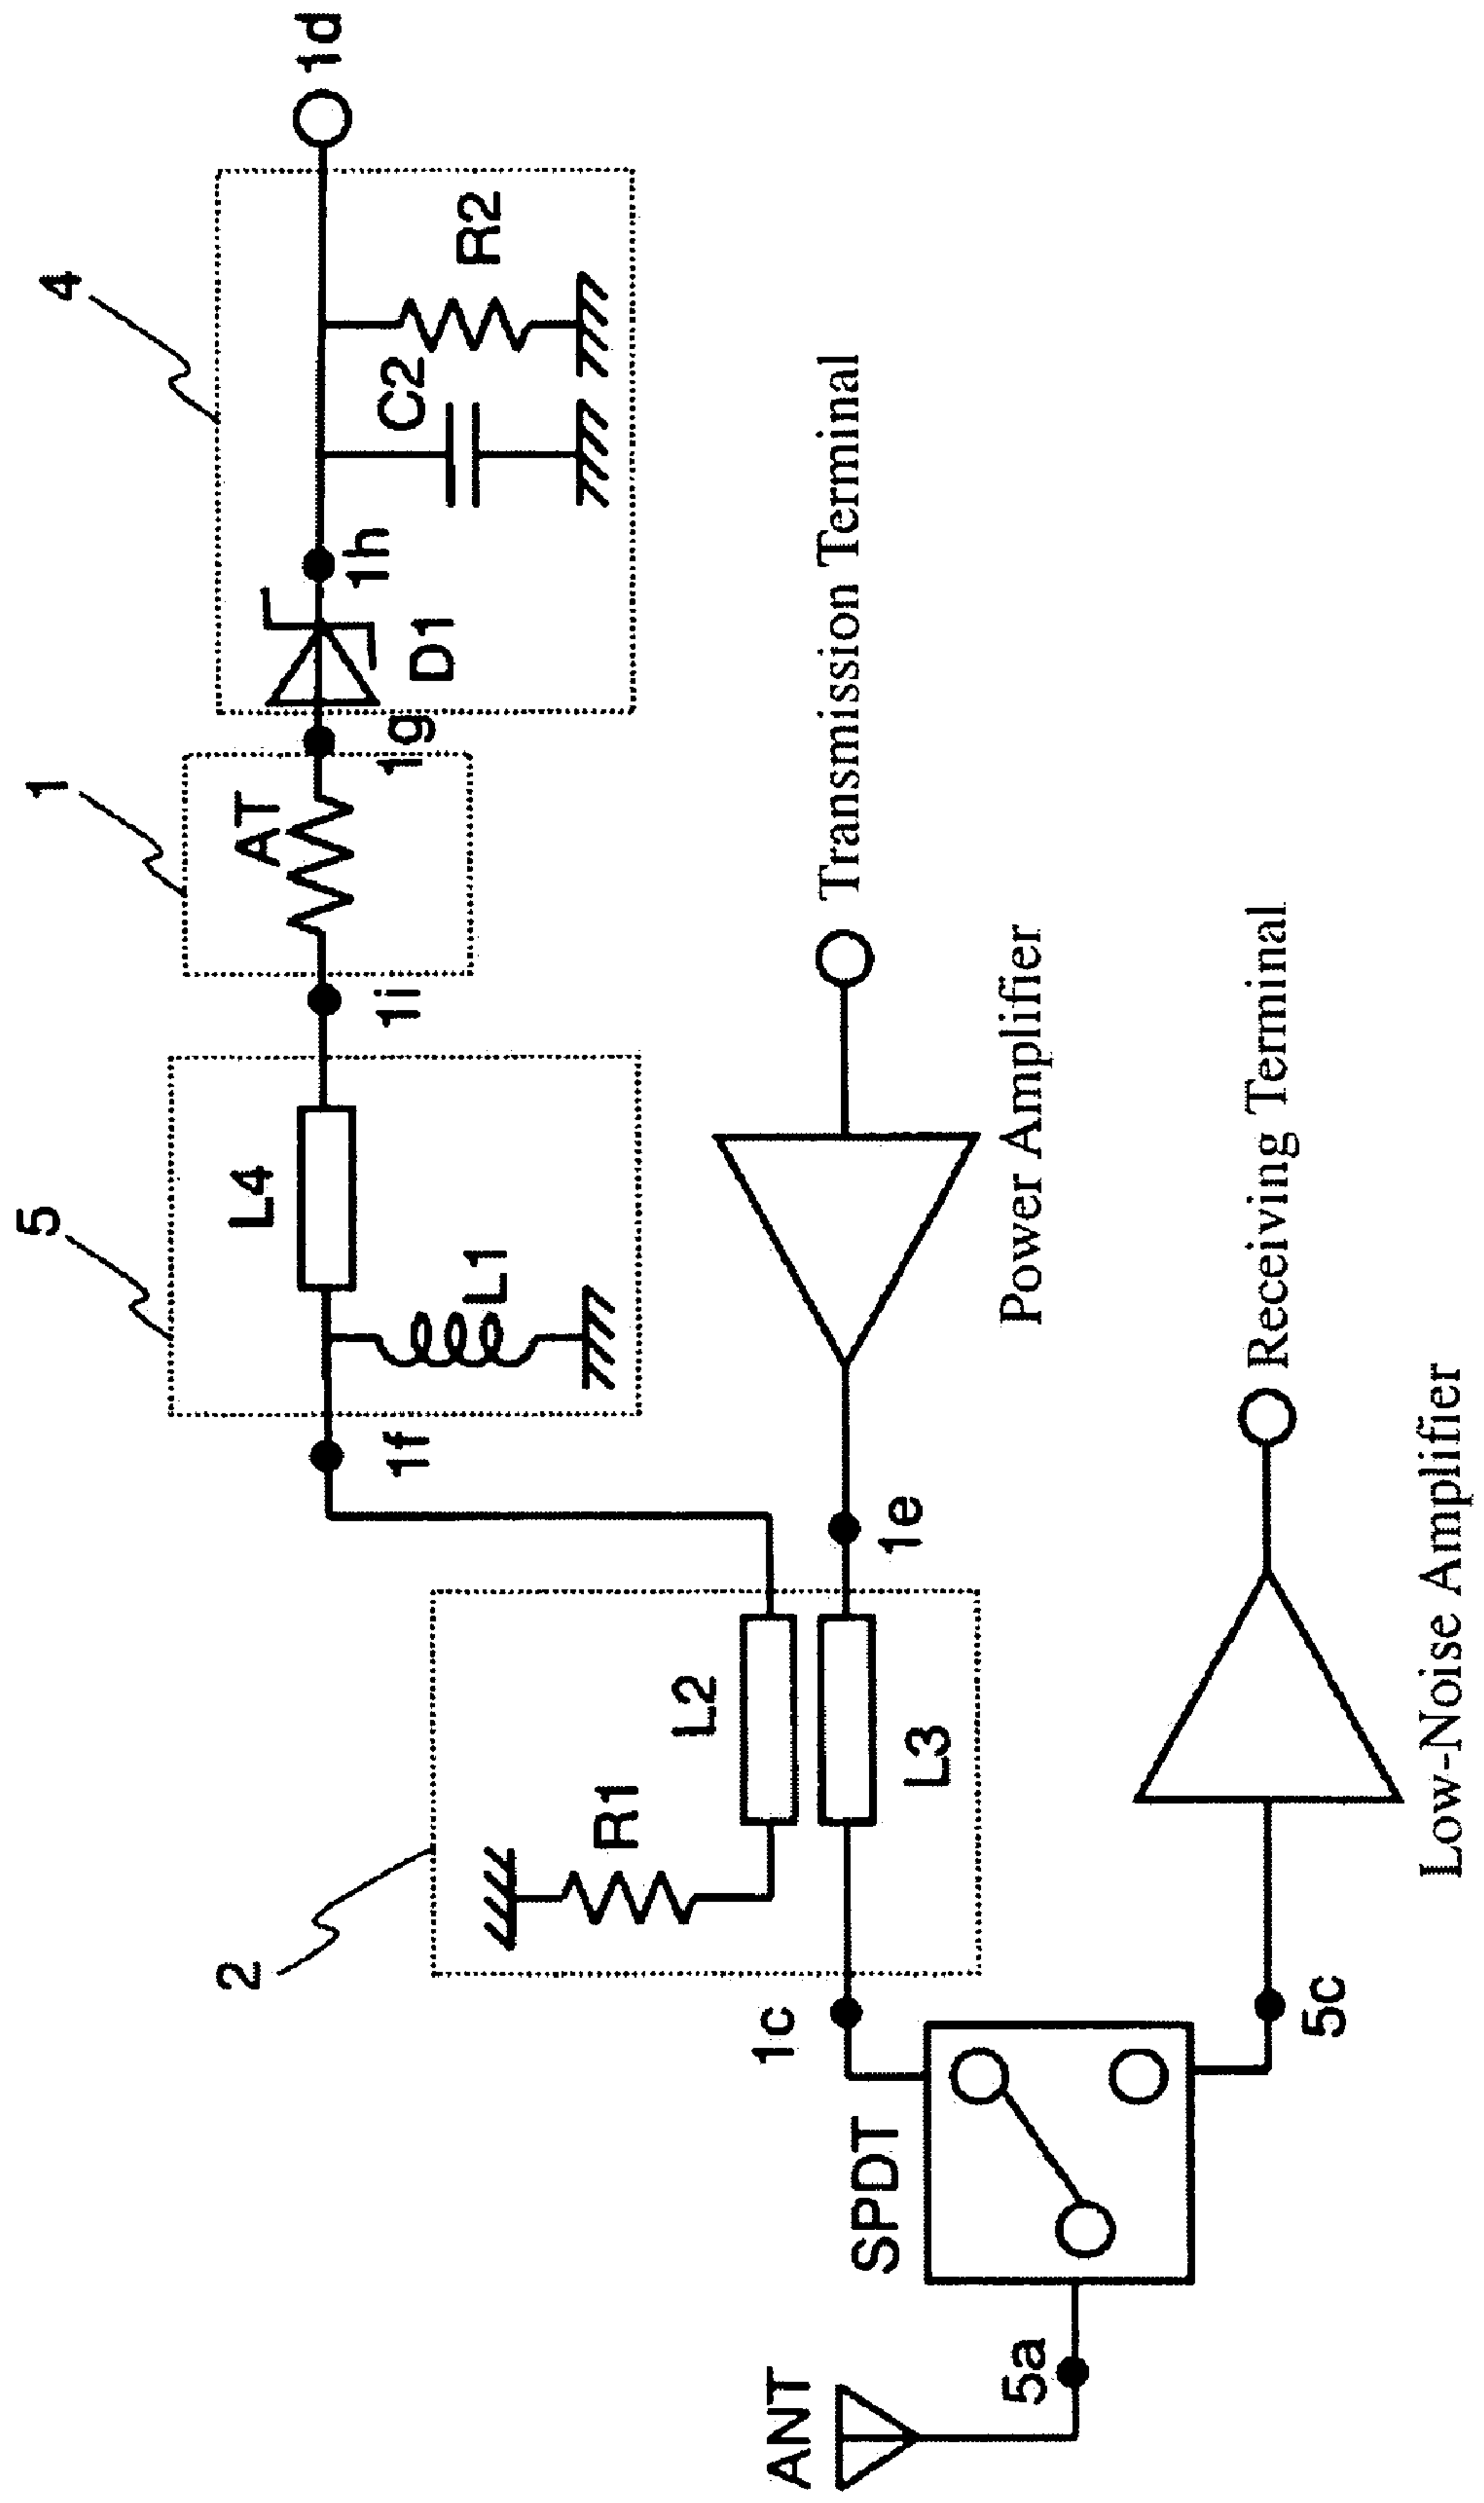 5
1
4
L4
AT
1d
L1
1f
1i
1g
D1
1h
C2
R2
2
R1
L2
L3
1c
1e
Transmission Terminal
Power Amplifier
ANT
5a
SPDT
5c
Receiving Terminal
Low-Noise Amplifier